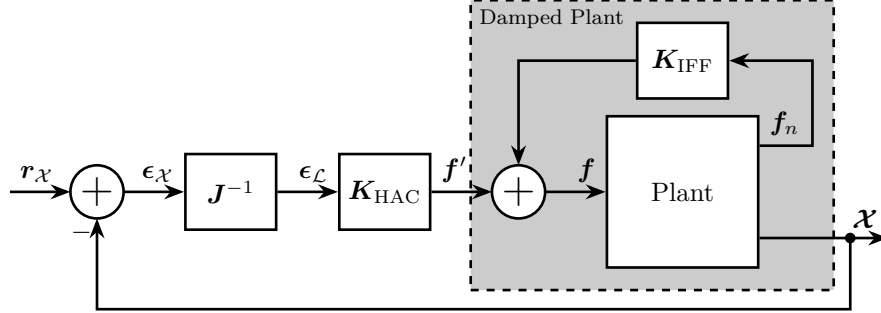 Damped Plant
K_IFF
f_n
r_𝒳
+
ϵ_𝒳
J⁻¹
ϵ_ℒ
K_HAC
f′
+
f
Plant
−
𝒳